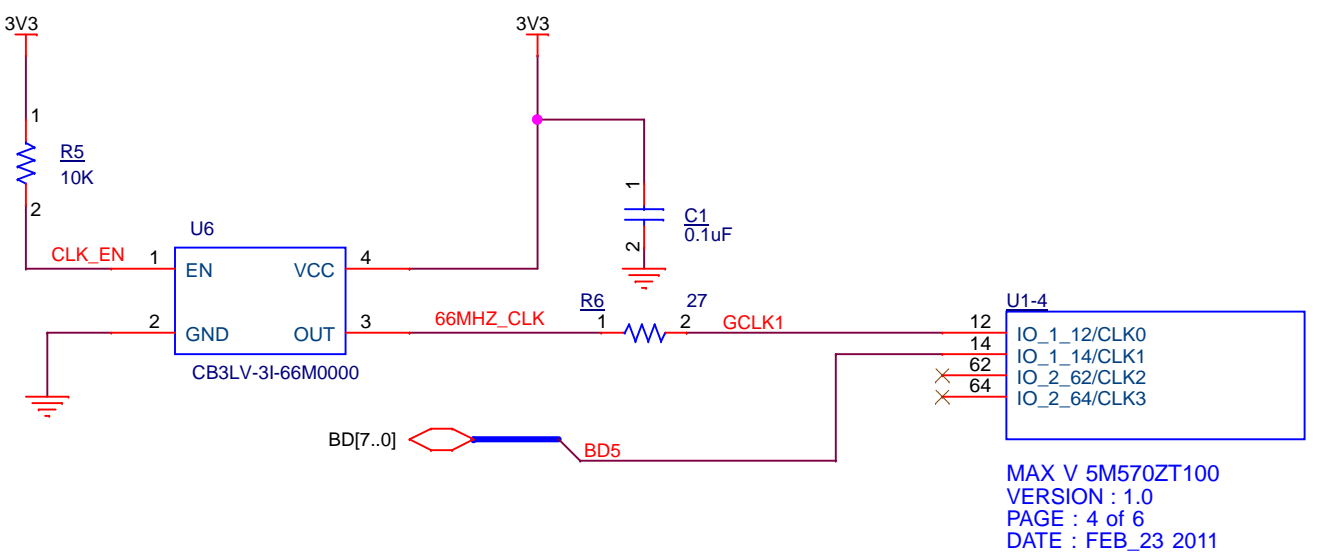 3V3
3V3
1
R5
10K
2
1
C1
0.1uF
2
U6
CLK_EN
1
EN
VCC
4
2
GND
OUT
3
CB3LV-3I-66M0000
66MHZ_CLK
R6
27
1
2
GCLK1
U1-4
12
IO_1_12/CLK0
14
IO_1_14/CLK1
62
IO_2_62/CLK2
64
IO_2_64/CLK3
BD[7..0]
BD5
MAX V 5M570ZT100
VERSION : 1.0
PAGE : 4 of 6
DATE : FEB_23 2011